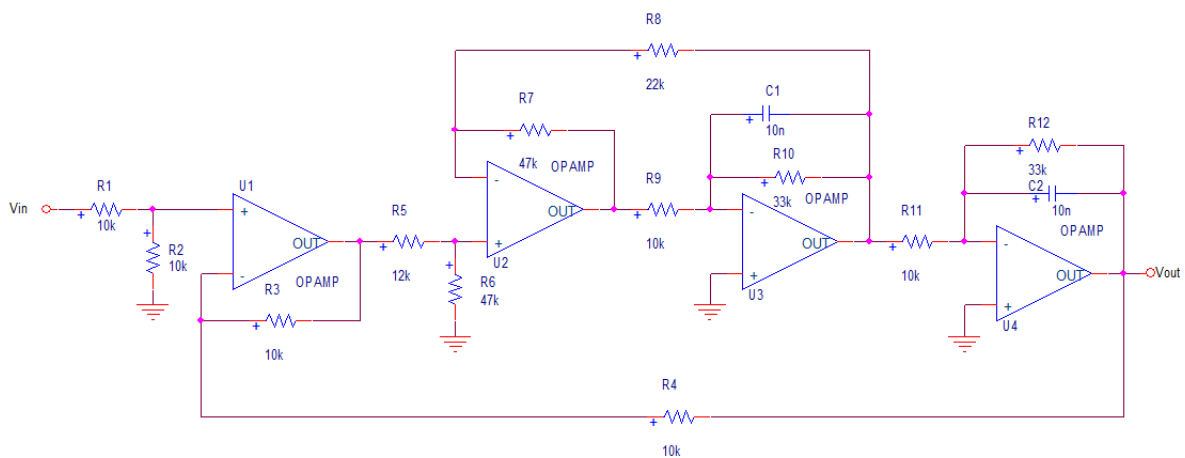 R8
22k
C1
10n
R7
47k
OPAMP
-
+
OUT
U2
R12
33k
C2
10n
OPAMP
R10
33k
OPAMP
-
+
OUT
U3
R9
10k
Vin
R1
10k
R2
10k
U1
+
-
OUT
OPAMP
R3
10k
R5
12k
R6
47k
R11
10k
-
+
OUT
U4
Vout
R4
10k